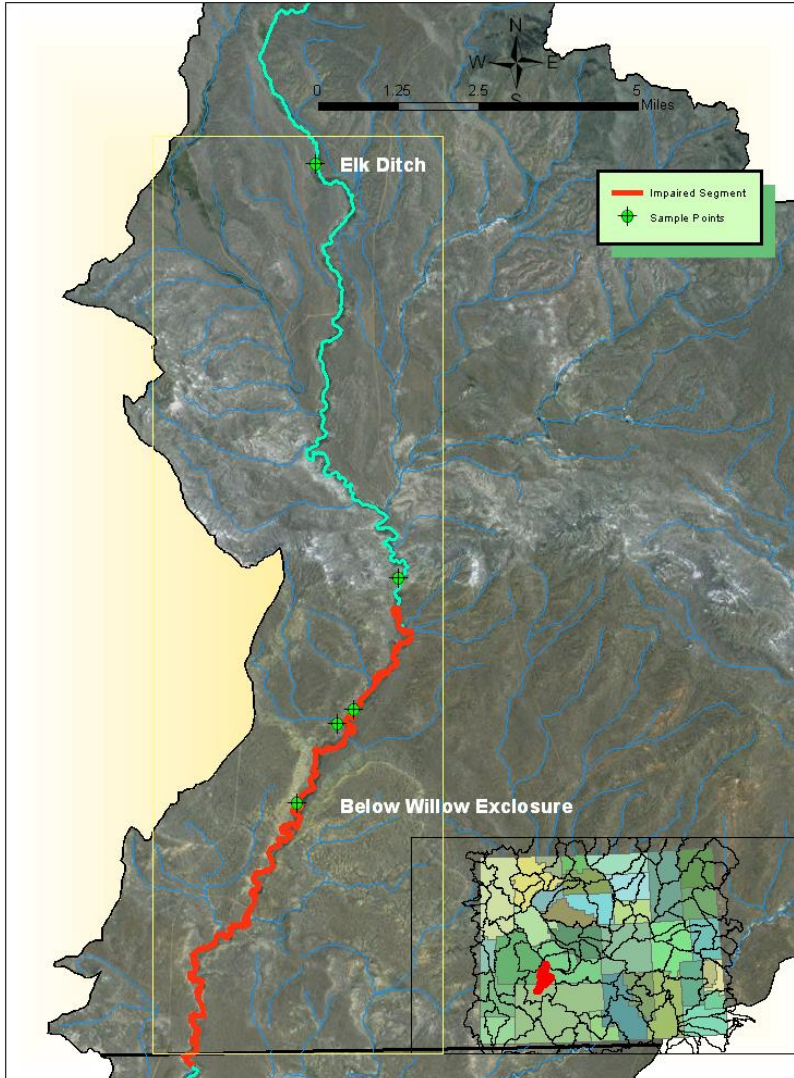 N
W E
S
0 1.25 2.5 5
Miles
Elk Ditch
Impaired Segment
Sample Points
Below Willow Exclosure